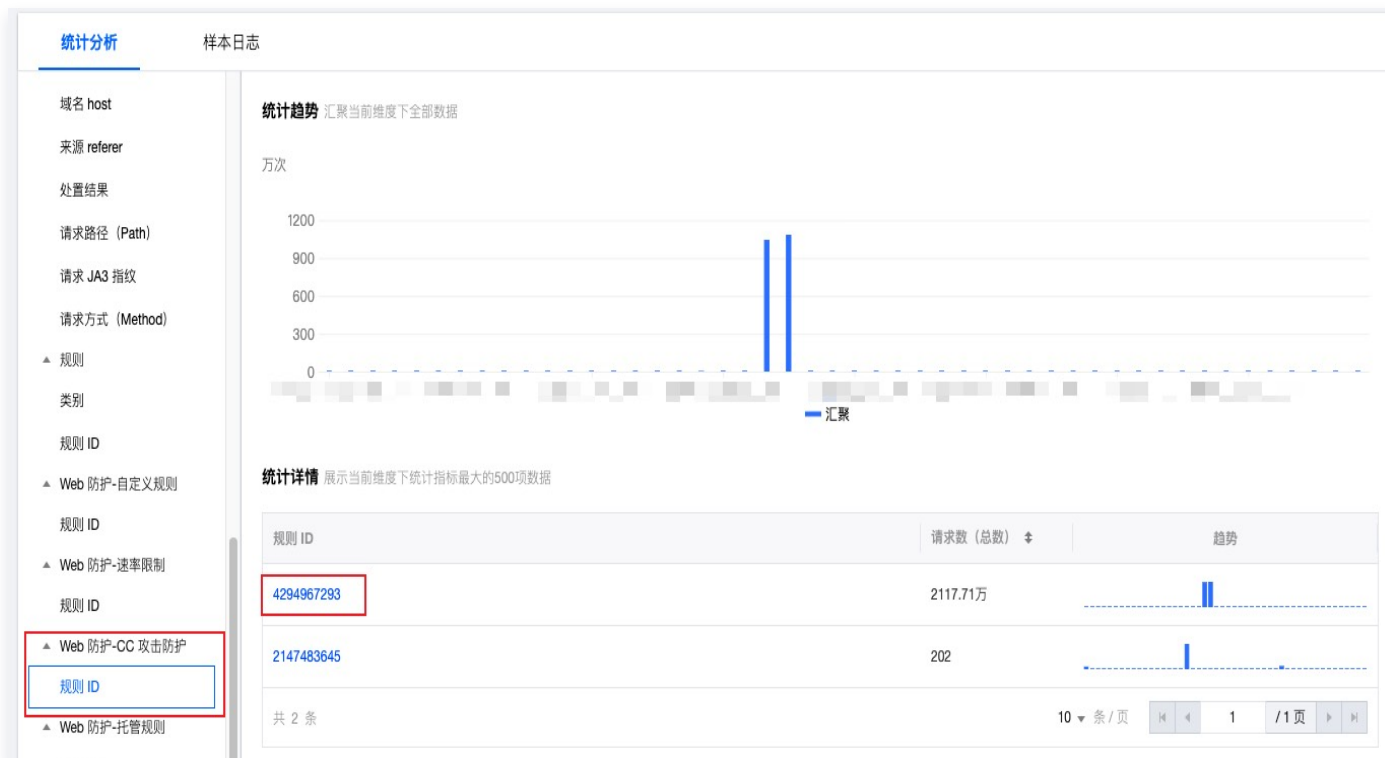 统计分析 样本日志
域名 host
来源 referer
处置结果
请求路径（Path）
请求 JA3 指纹
请求方式（Method）
规则
类别
规则 ID
Web 防护-自定义规则
规则 ID
Web 防护-速率限制
规则 ID
Web 防护-CC 攻击防护
规则 ID
Web 防护-托管规则
统计趋势 汇聚当前维度下全部数据
万次
1200
900
600
300
0
汇聚
统计详情 展示当前维度下统计指标最大的500项数据
规则 ID 请求数（总数） 趋势
4294967293 2117.71万
2147483645 202
共 2 条 10 条 / 页 1 / 1 页